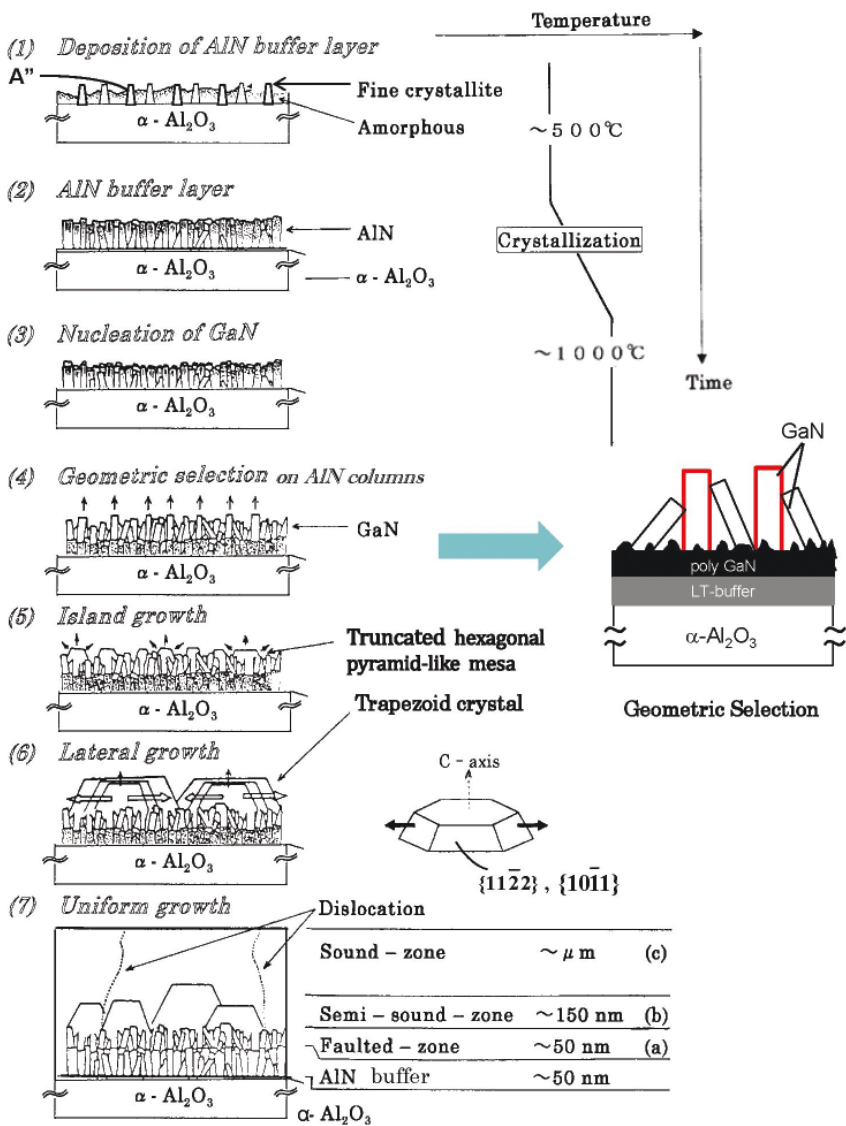 Temperature
(1) Deposition of AlN buffer layer
A”
Fine crystallite
Amorphous
α - Al₂O₃
~500℃
(2) AlN buffer layer
AlN
α - Al₂O₃
α - Al₂O₃
Crystallization
(3) Nucleation of GaN
α - Al₂O₃
~1000℃
Time
(4) Geometric selection on AlN columns
GaN
α - Al₂O₃
GaN
poly GaN
LT-buffer
α-Al₂O₃
Geometric Selection
(5) Island growth
Truncated hexagonal
pyramid-like mesa
α - Al₂O₃
Trapezoid crystal
(6) Lateral growth
α - Al₂O₃
C - axis
{112̄2} , {101̄1}
(7) Uniform growth
Dislocation
Sound - zone ~μm (c)
Semi - sound - zone ~150 nm (b)
Faulted - zone ~50 nm (a)
AlN buffer ~50 nm
α - Al₂O₃
α- Al₂O₃